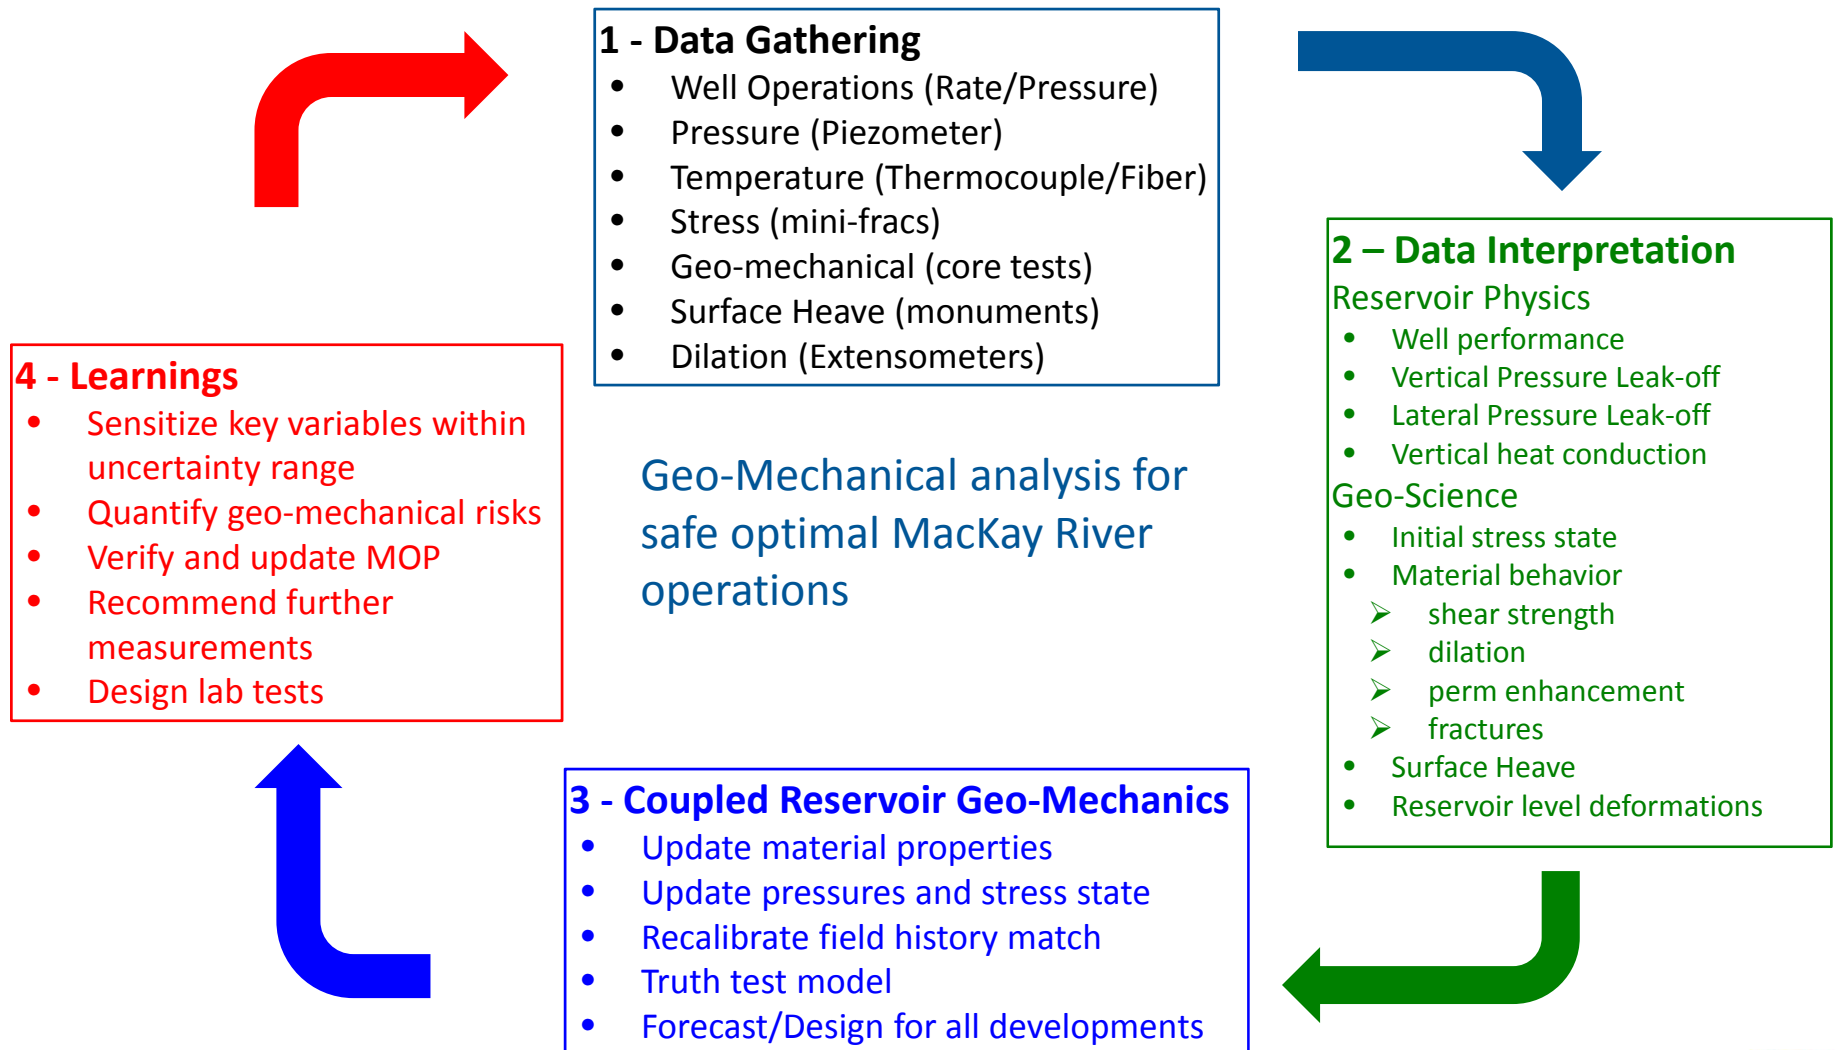 1 - Data Gathering
• Well Operations (Rate/Pressure)
• Pressure (Piezometer)
• Temperature (Thermocouple/Fiber)
• Stress (mini-fracs)
• Geo-mechanical (core tests)
• Surface Heave (monuments)
• Dilation (Extensometers)
2 – Data Interpretation
Reservoir Physics
• Well performance
• Vertical Pressure Leak-off
• Lateral Pressure Leak-off
• Vertical heat conduction
Geo-Science
• Initial stress state
• Material behavior
➢ shear strength
➢ dilation
➢ perm enhancement
➢ fractures
• Surface Heave
• Reservoir level deformations
3 - Coupled Reservoir Geo-Mechanics
• Update material properties
• Update pressures and stress state
• Recalibrate field history match
• Truth test model
• Forecast/Design for all developments
4 - Learnings
• Sensitize key variables within
uncertainty range
• Quantify geo-mechanical risks
• Verify and update MOP
• Recommend further
measurements
• Design lab tests
Geo-Mechanical analysis for
safe optimal MacKay River
operations